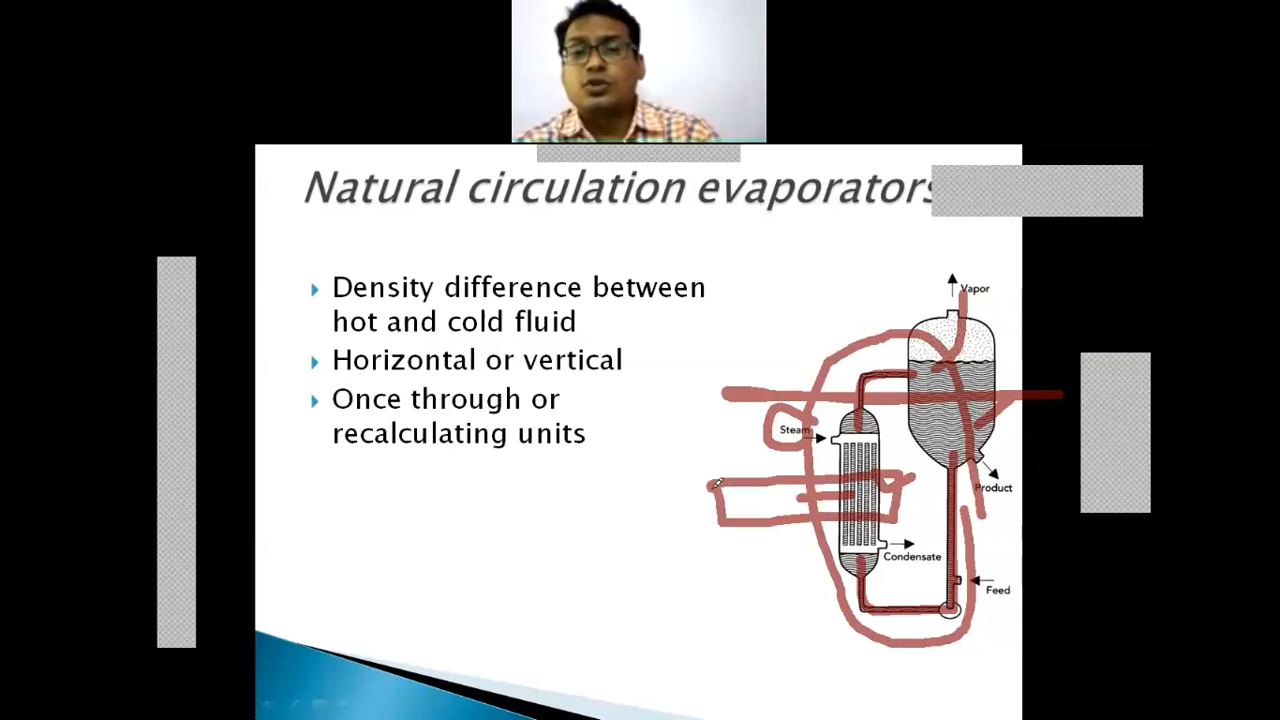 Natural circulation evaporators
Density difference between
hot and cold fluid
Horizontal or vertical
Once through or
recalculating units
Vapor
Steam
Product
Condensate
Feed